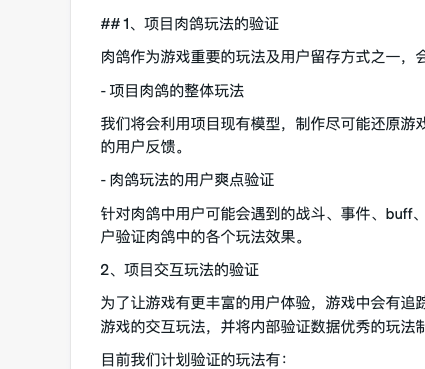 ## 1、项目肉鸽玩法的验证
肉鸽作为游戏重要的玩法及用户留存方式之一，会
- 项目肉鸽的整体玩法
我们将会利用项目现有模型，制作尽可能还原游戏
的用户反馈。
- 肉鸽玩法的用户爽点验证
针对肉鸽中用户可能会遇到的战斗、事件、buff、
户验证肉鸽中的各个玩法效果。
2、项目交互玩法的验证
为了让游戏有更丰富的用户体验，游戏中会有追踪
游戏的交互玩法，并将内部验证数据优秀的玩法制
目前我们计划验证的玩法有：